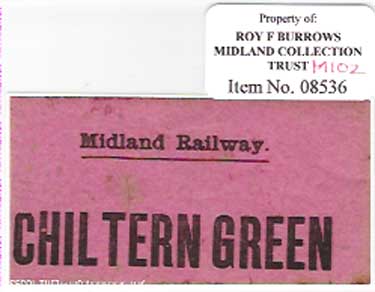 Property of:
ROY F BURROWS
MIDLAND COLLECTION
TRUST M102
Item No. 08536
Midland Railway.
CHILTERN GREEN